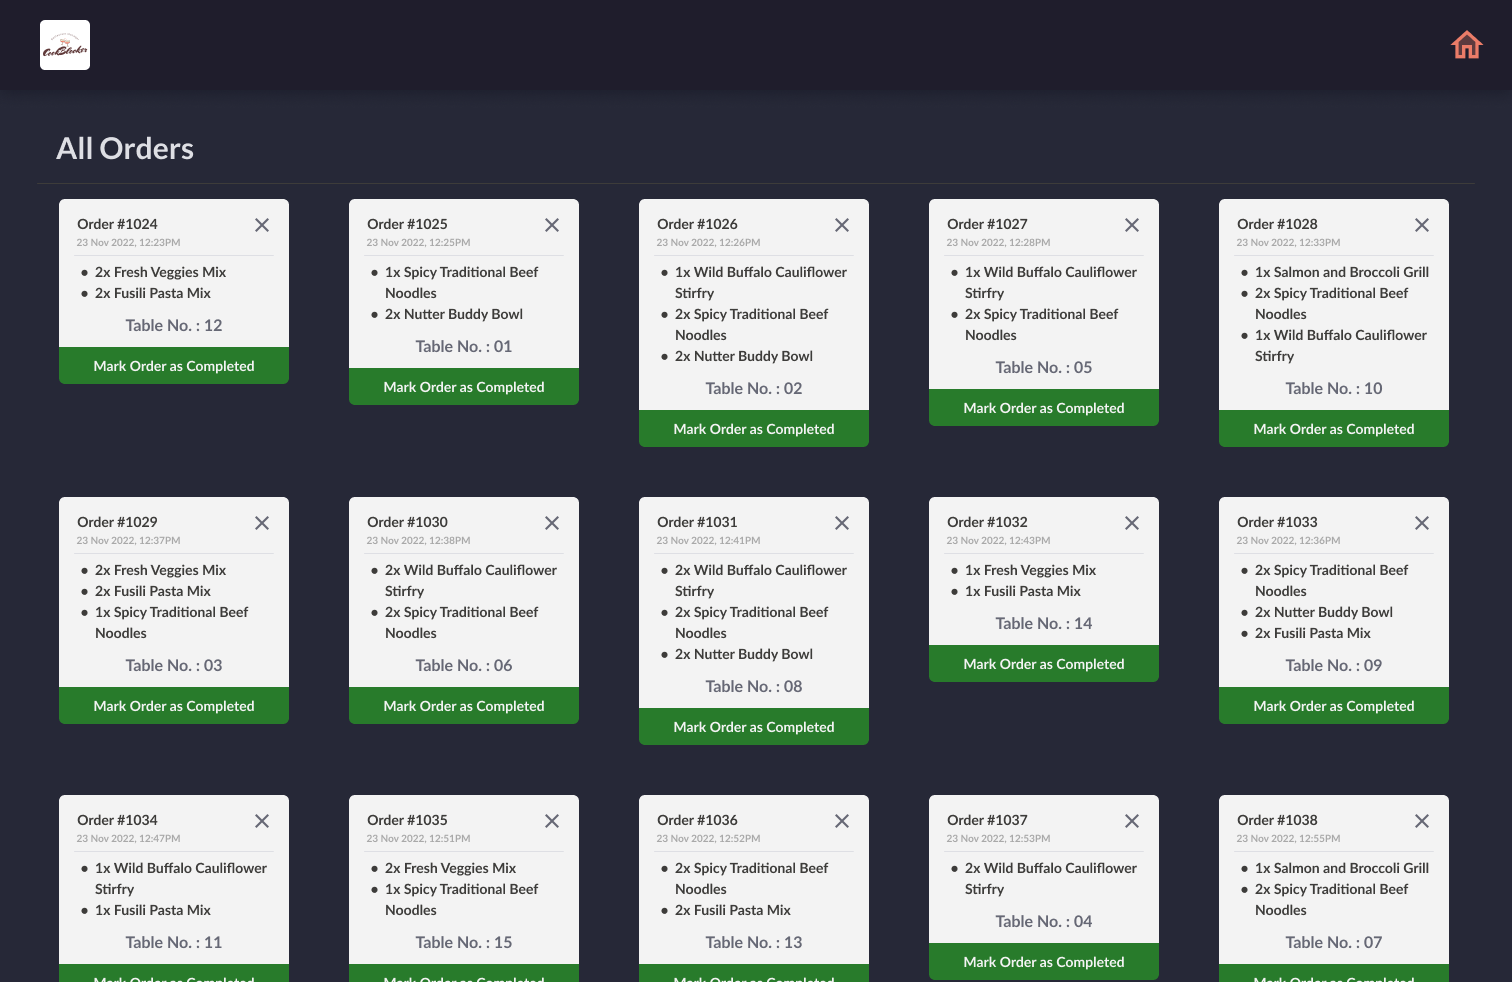 CookBlocker
All Orders
Order #1024
23 Nov 2022, 12:23PM
2x Fresh Veggies Mix
2x Fusili Pasta Mix
Table No. : 12
Mark Order as Completed
Order #1025
23 Nov 2022, 12:25PM
1x Spicy Traditional Beef
Noodles
2x Nutter Buddy Bowl
Table No. : 01
Mark Order as Completed
Order #1026
23 Nov 2022, 12:26PM
1x Wild Buffalo Cauliflower
Stirfry
2x Spicy Traditional Beef
Noodles
2x Nutter Buddy Bowl
Table No. : 02
Mark Order as Completed
Order #1027
23 Nov 2022, 12:28PM
1x Wild Buffalo Cauliflower
Stirfry
2x Spicy Traditional Beef
Noodles
Table No. : 05
Mark Order as Completed
Order #1028
23 Nov 2022, 12:33PM
1x Salmon and Broccoli Grill
2x Spicy Traditional Beef
Noodles
1x Wild Buffalo Cauliflower
Stirfry
Table No. : 10
Mark Order as Completed
Order #1029
23 Nov 2022, 12:37PM
2x Fresh Veggies Mix
2x Fusili Pasta Mix
1x Spicy Traditional Beef
Noodles
Table No. : 03
Mark Order as Completed
Order #1030
23 Nov 2022, 12:38PM
2x Wild Buffalo Cauliflower
Stirfry
2x Spicy Traditional Beef
Noodles
Table No. : 06
Mark Order as Completed
Order #1031
23 Nov 2022, 12:41PM
2x Wild Buffalo Cauliflower
Stirfry
2x Spicy Traditional Beef
Noodles
2x Nutter Buddy Bowl
Table No. : 08
Mark Order as Completed
Order #1032
23 Nov 2022, 12:43PM
1x Fresh Veggies Mix
1x Fusili Pasta Mix
Table No. : 14
Mark Order as Completed
Order #1033
23 Nov 2022, 12:36PM
2x Spicy Traditional Beef
Noodles
2x Nutter Buddy Bowl
2x Fusili Pasta Mix
Table No. : 09
Mark Order as Completed
Order #1034
23 Nov 2022, 12:47PM
1x Wild Buffalo Cauliflower
Stirfry
1x Fusili Pasta Mix
Table No. : 11
Mark Order as Completed
Order #1035
23 Nov 2022, 12:51PM
2x Fresh Veggies Mix
1x Spicy Traditional Beef
Noodles
Table No. : 15
Mark Order as Completed
Order #1036
23 Nov 2022, 12:52PM
2x Spicy Traditional Beef
Noodles
2x Fusili Pasta Mix
Table No. : 13
Mark Order as Completed
Order #1037
23 Nov 2022, 12:53PM
2x Wild Buffalo Cauliflower
Stirfry
Table No. : 04
Mark Order as Completed
Order #1038
23 Nov 2022, 12:55PM
1x Salmon and Broccoli Grill
2x Spicy Traditional Beef
Noodles
Table No. : 07
Mark Order as Completed